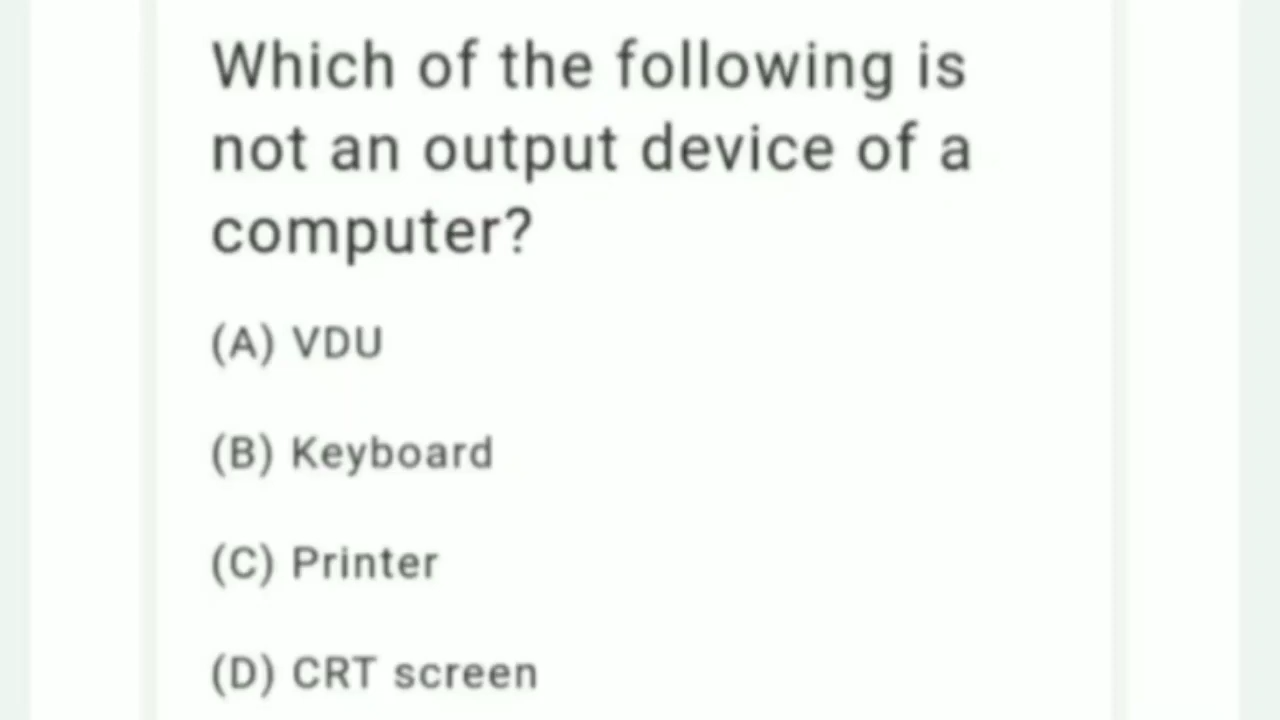 Which of the following is
not an output device of a
computer?
(A) VDU
(B) Keyboard
(C) Printer
(D) CRT screen